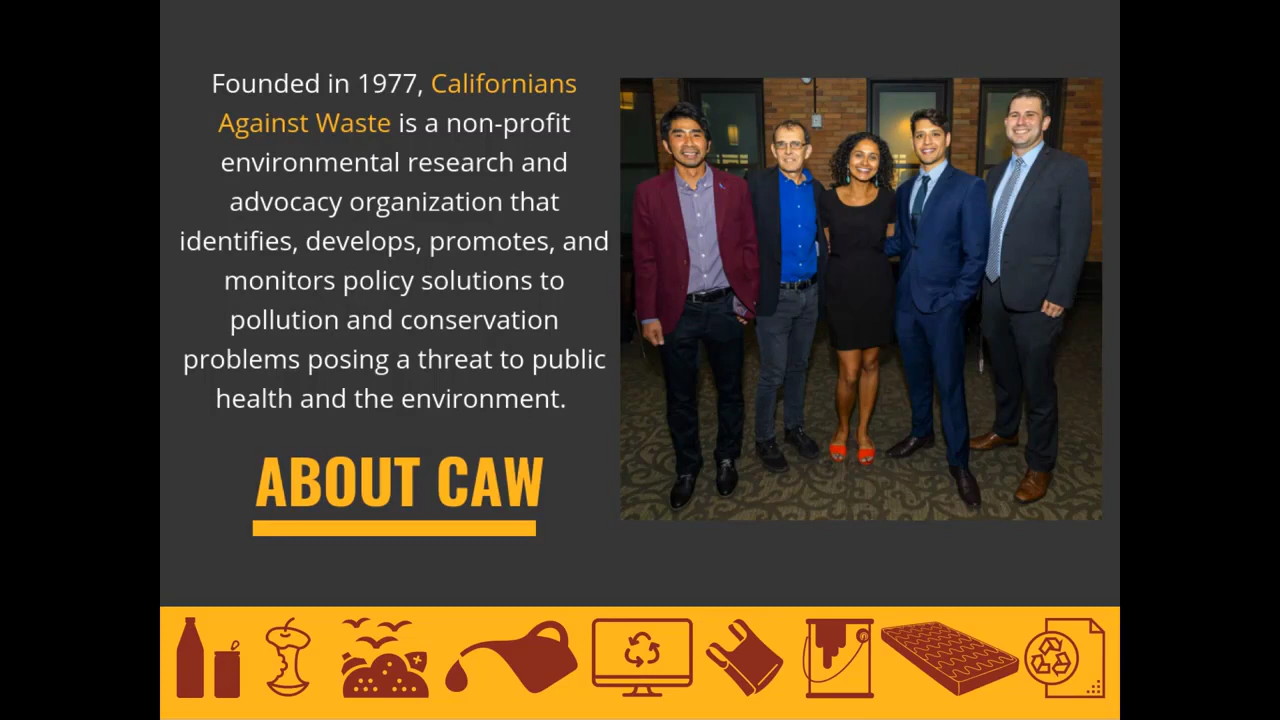 Founded in 1977, Californians
Against Waste is a non-profit
environmental research and
advocacy organization that
identifies, develops, promotes, and
monitors policy solutions to
pollution and conservation
problems posing a threat to public
health and the environment.
ABOUT CAW